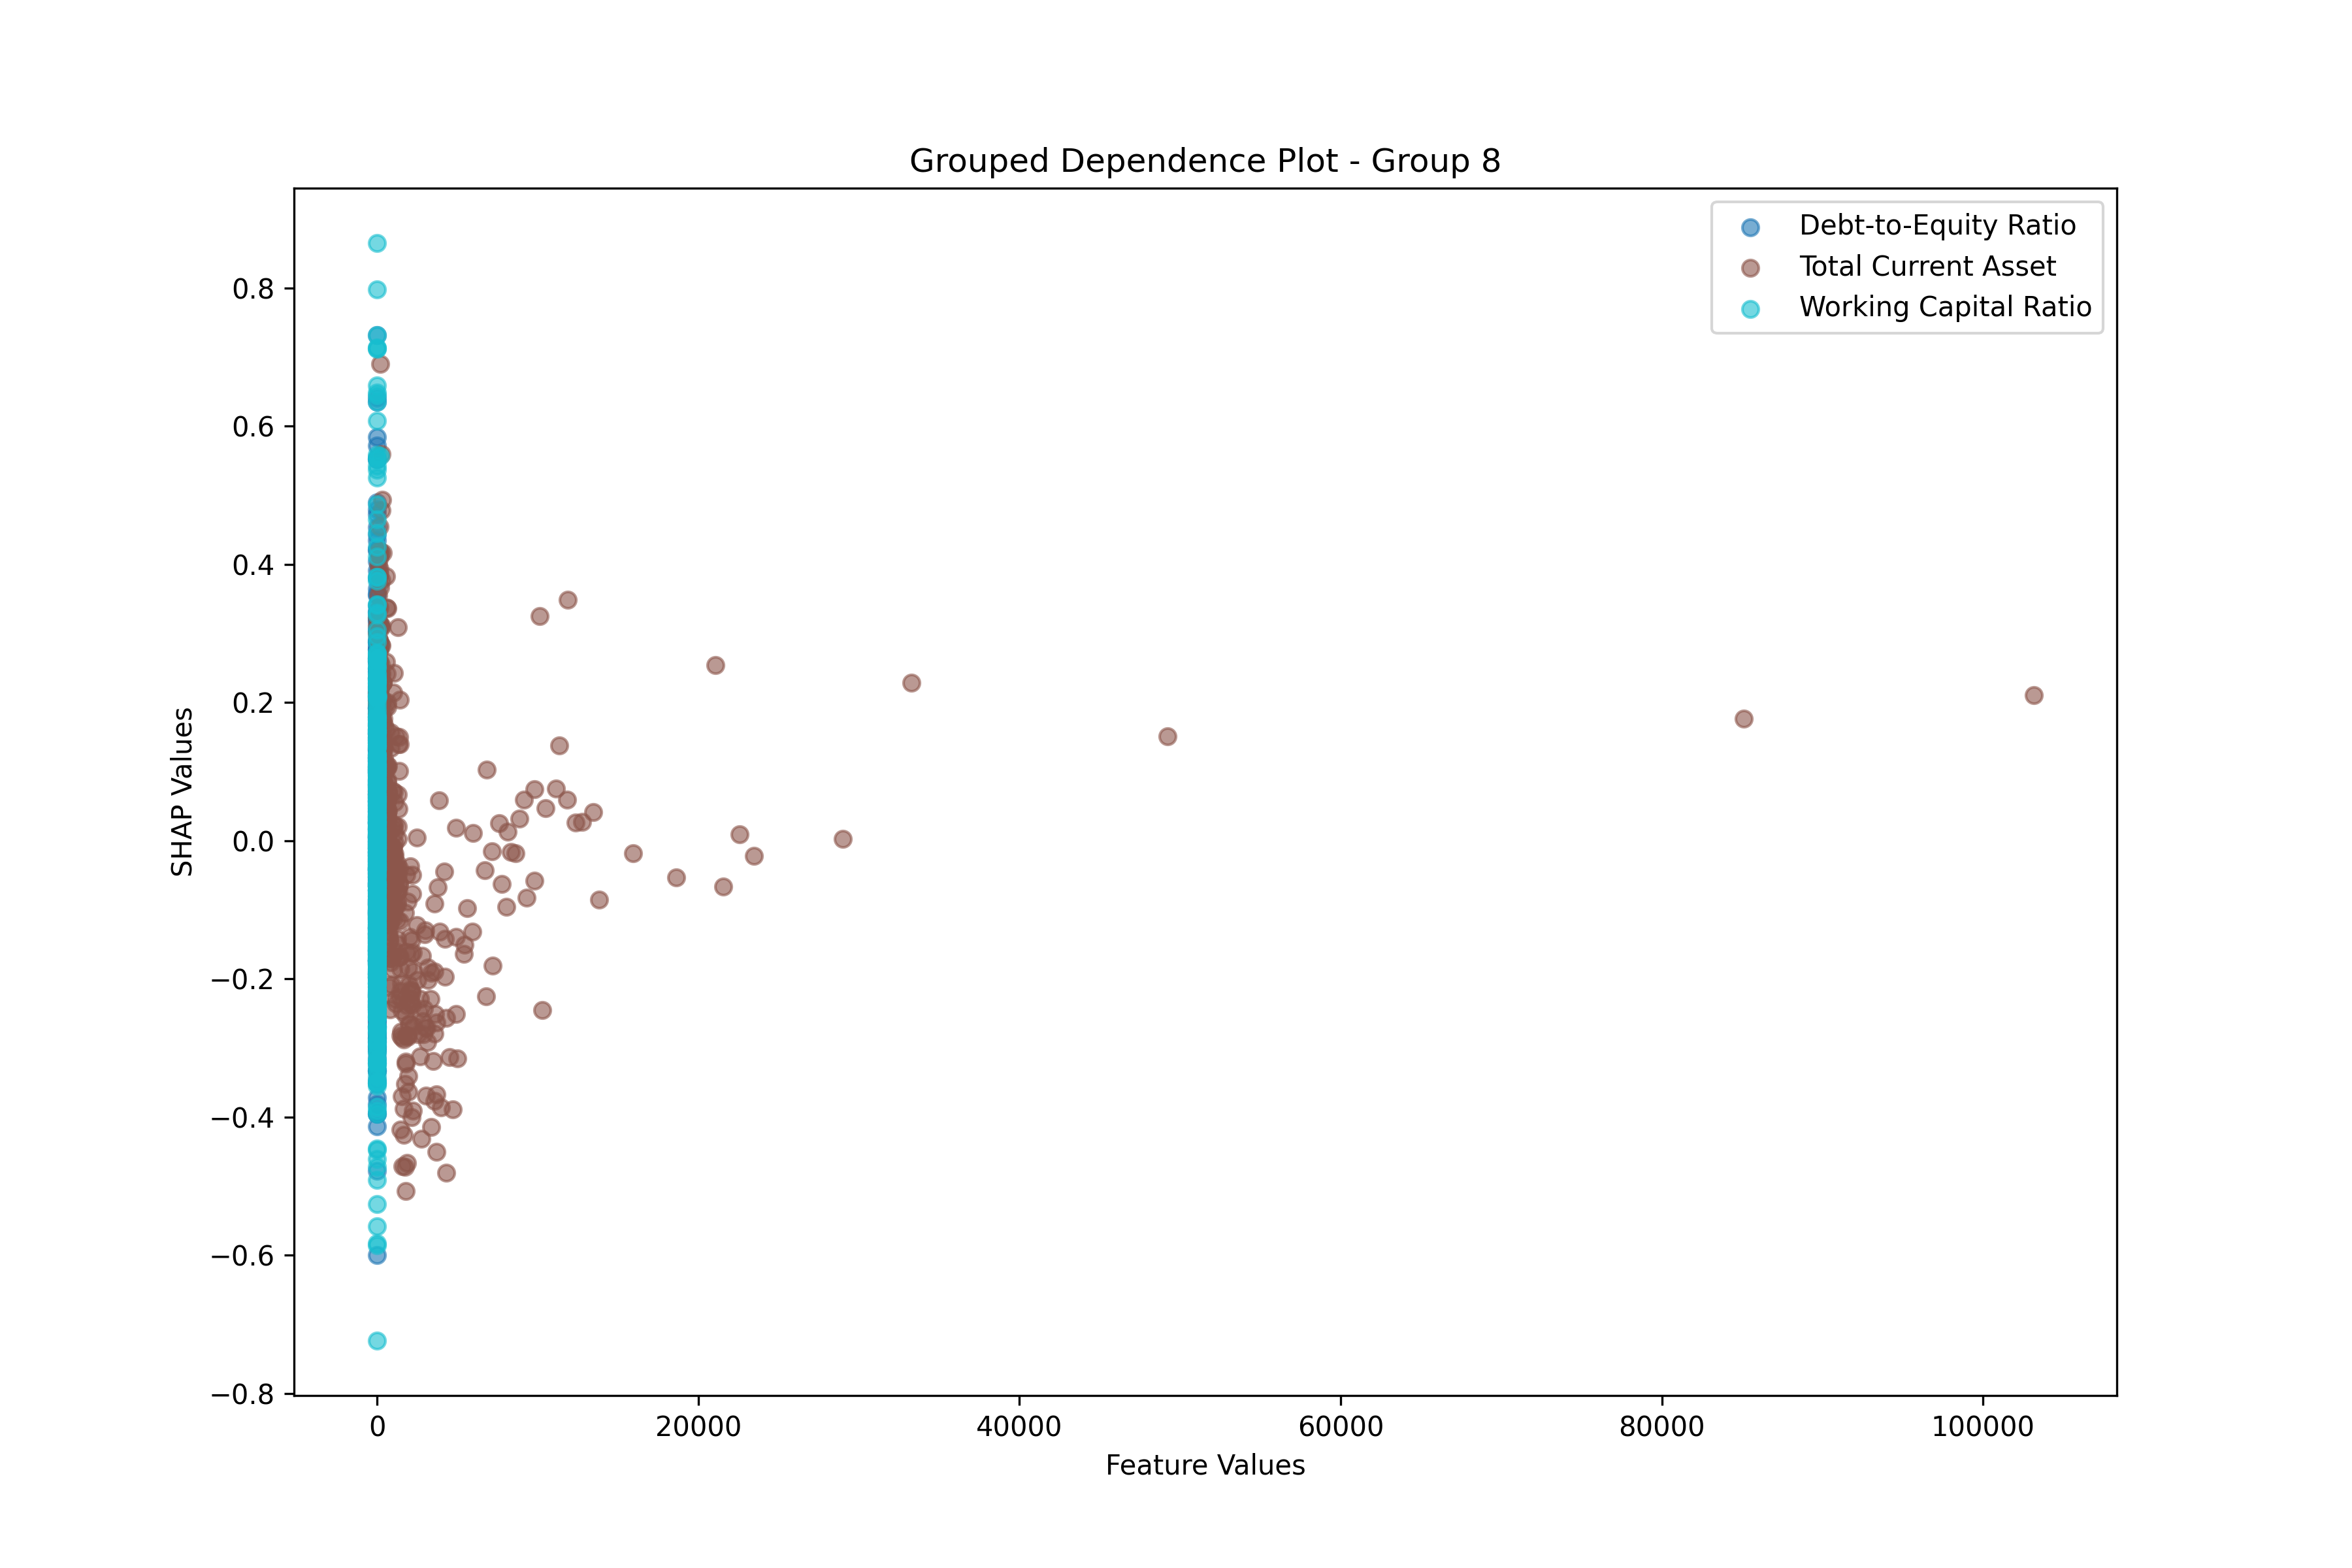 Grouped Dependence Plot - Group 8
Debt-to-Equity Ratio
Total Current Asset
Working Capital Ratio
SHAP Values
0.8
0.6
0.4
0.2
0.0
−0.2
−0.4
−0.6
−0.8
0 20000 40000 60000 80000 100000
Feature Values